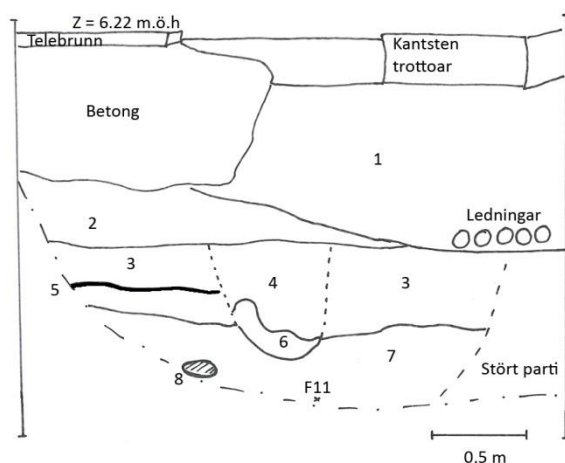 Z = 6.22 m.ö.h
Telebrunn
Kantsten
trottoar
Betong
1
2
Ledningar
3
4
3
5
6
7
8
F11
Stört parti
0.5 m